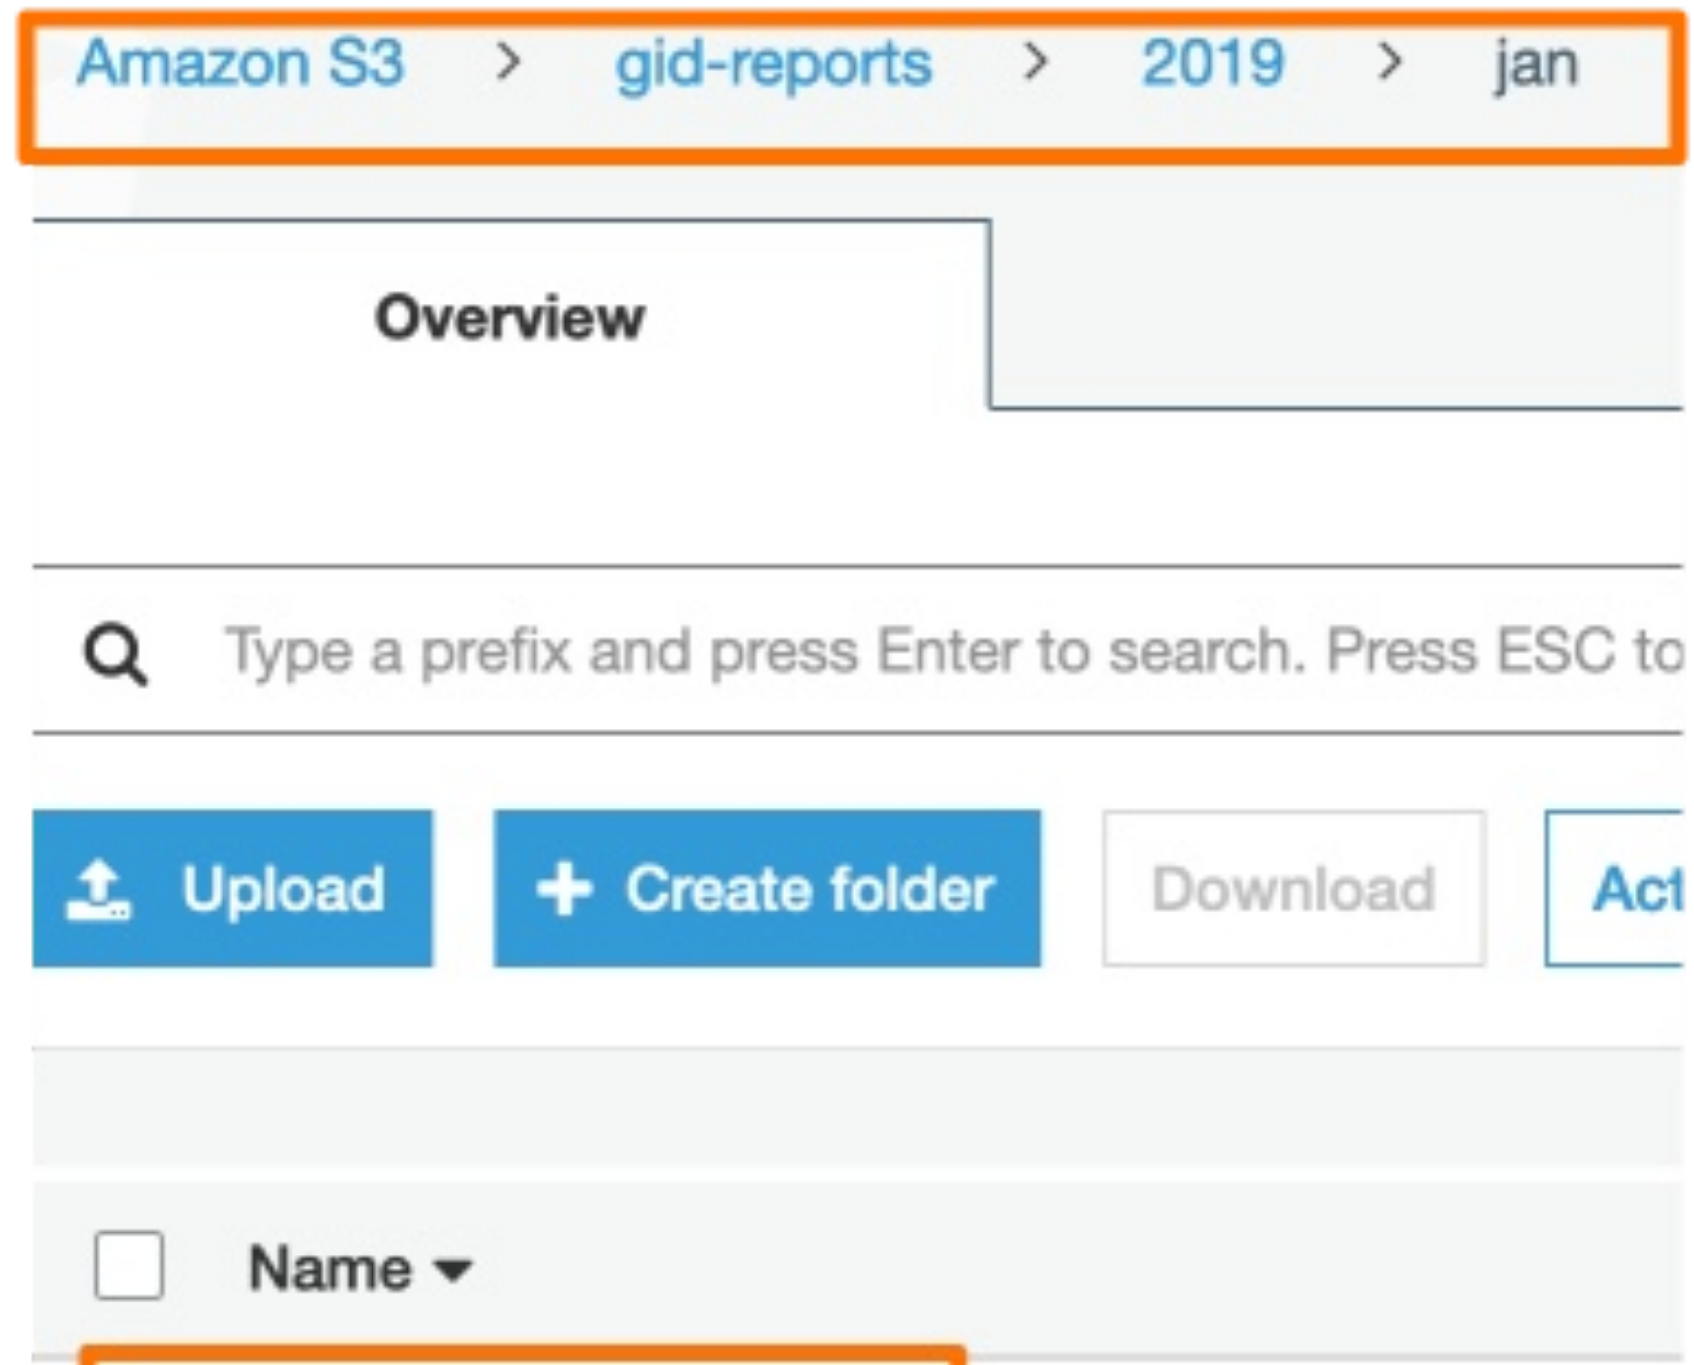 Amazon S3 > gid-reports > 2019 > jan
Overview
Type a prefix and press Enter to search. Press ESC to
Upload + Create folder Download Act
Name